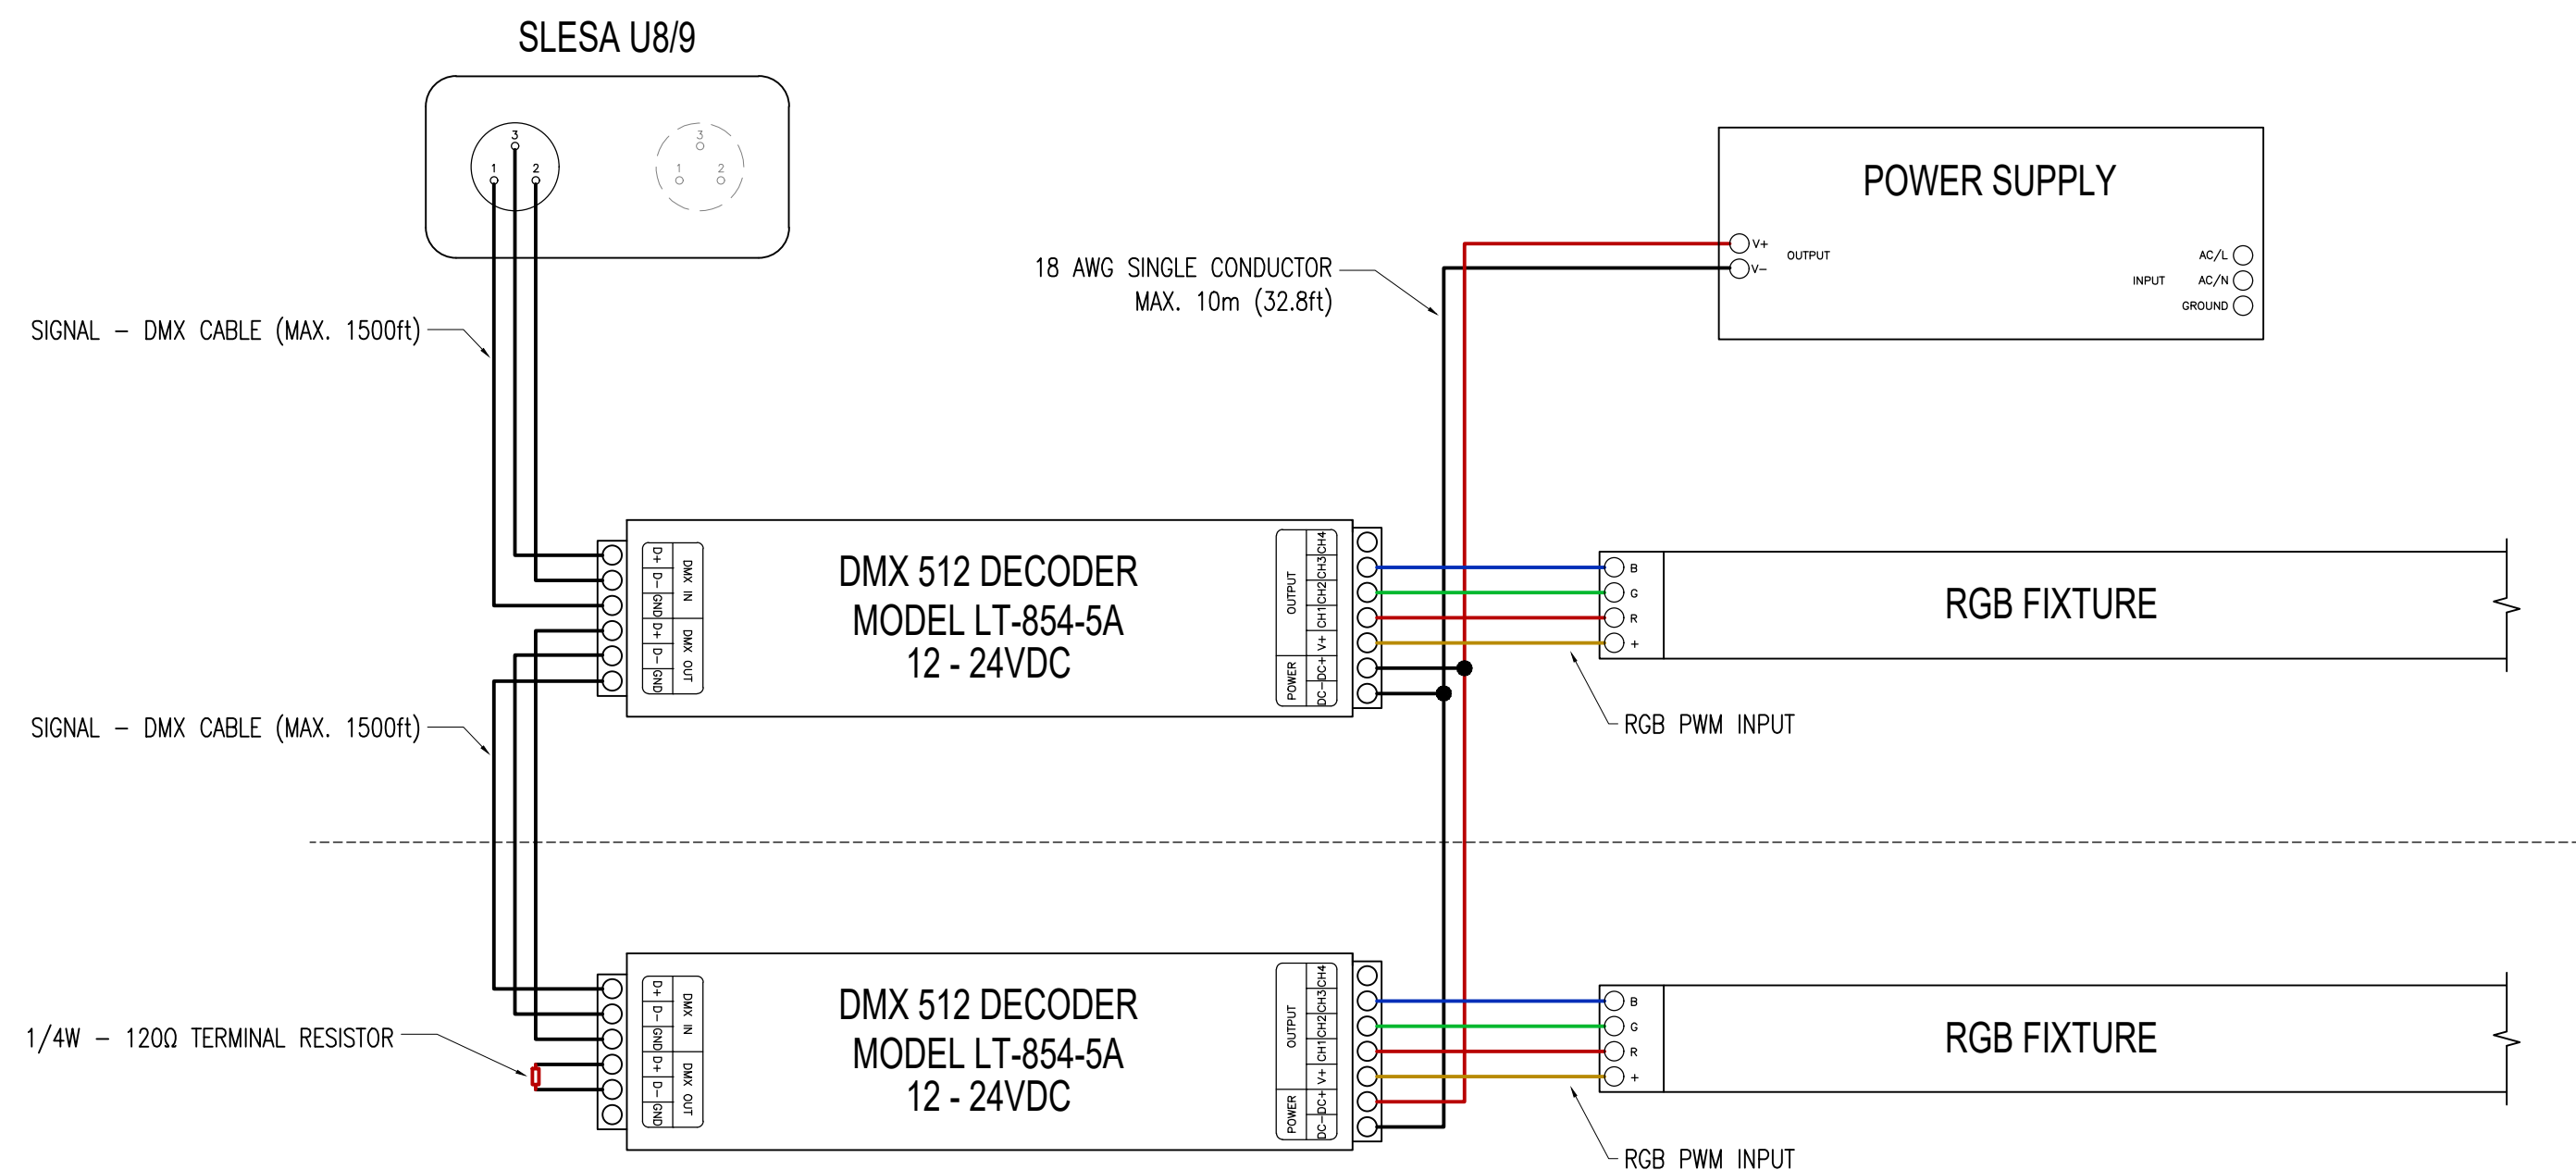 SLESA U8/9
3
1 2
3
1 2
POWER SUPPLY
V+
V-
OUTPUT
INPUT
AC/L
AC/N
GROUND
18 AWG SINGLE CONDUCTOR
MAX. 10m (32.8ft)
SIGNAL - DMX CABLE (MAX. 1500ft)
D+
D-
GND
D+
D-
GND
DMX IN
DMX OUT
DMX 512 DECODER
MODEL LT-854-5A
12 - 24VDC
OUTPUT
POWER
CH4
CH3
CH2
CH1
V+
DC+
DC-
B
G
R
+
RGB FIXTURE
RGB PWM INPUT
SIGNAL - DMX CABLE (MAX. 1500ft)
1/4W - 120Ω TERMINAL RESISTOR
D+
D-
GND
D+
D-
GND
DMX IN
DMX OUT
DMX 512 DECODER
MODEL LT-854-5A
12 - 24VDC
OUTPUT
POWER
CH4
CH3
CH2
CH1
V+
DC+
DC-
B
G
R
+
RGB FIXTURE
RGB PWM INPUT